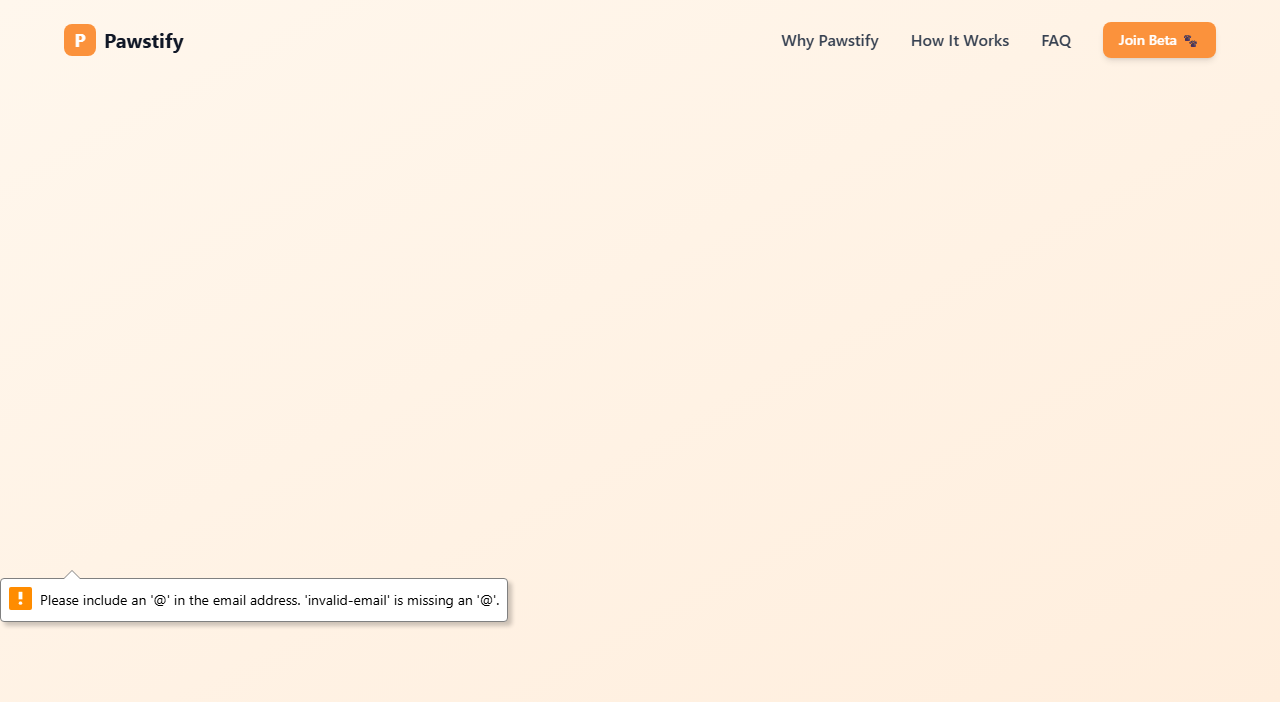 P Pawstify
Why Pawstify How It Works FAQ Join Beta 🐾
Please include an '@' in the email address. 'invalid-email' is missing an '@'.